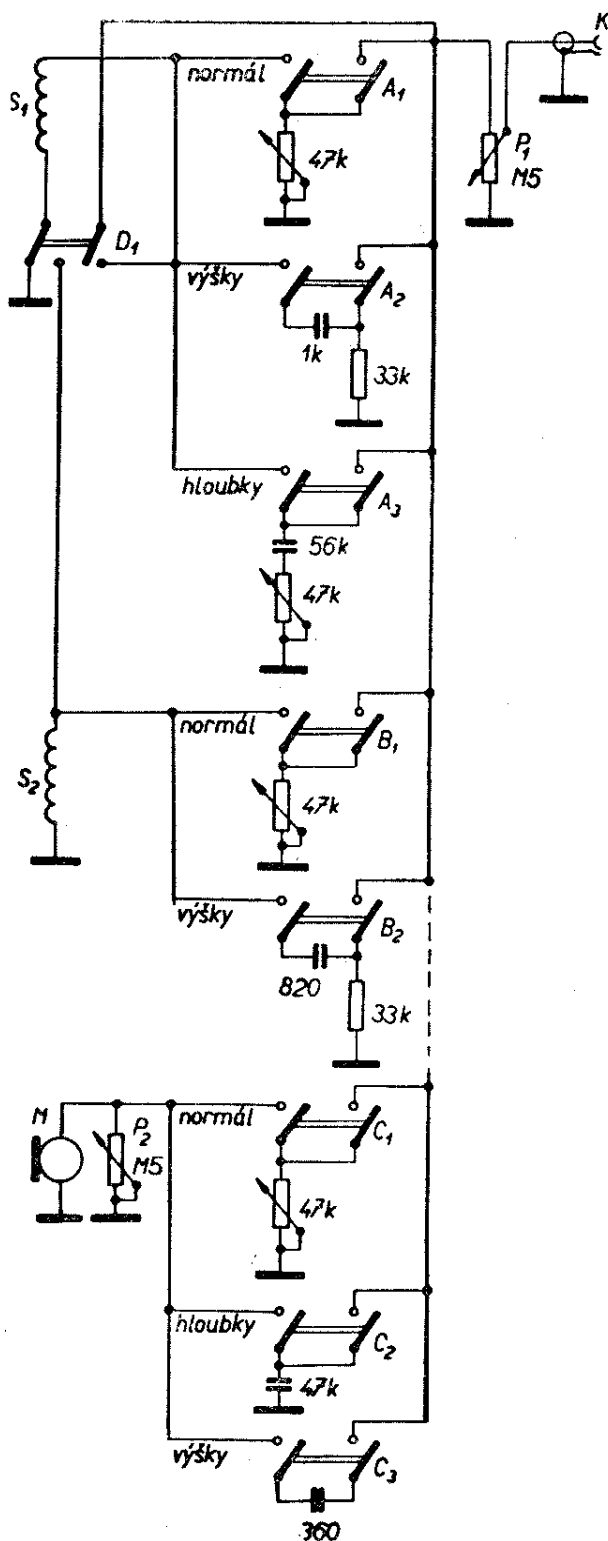 K
normál
A1
S1
47k
P1
M5
D1
výšky
A2
1k
33k
hloubky
A3
56k
47k
normál
B1
S2
47k
výšky
B2
820
33k
M
P2
M5
normál
C1
47k
hloubky
C2
47k
výšky
C3
360